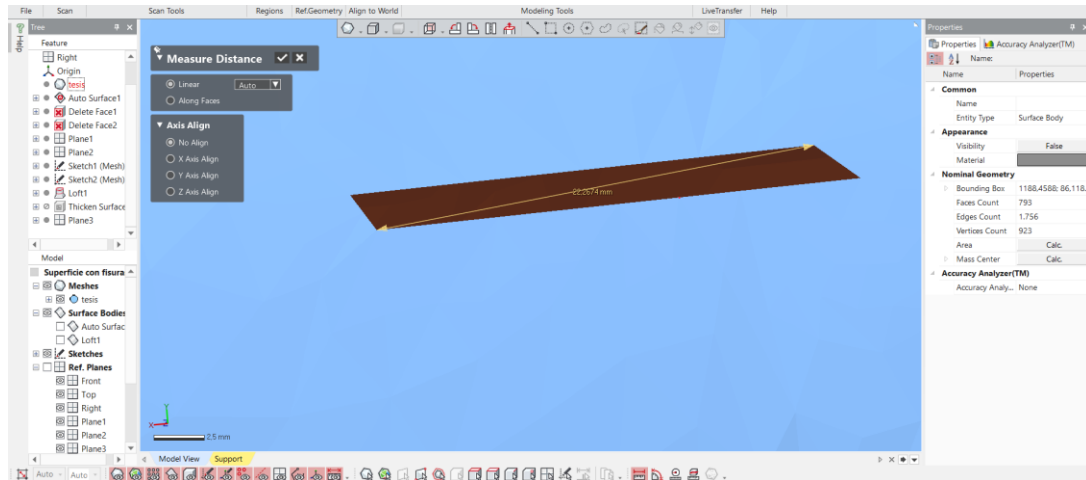 File Scan Scan Tools Regions Ref.Geometry Align to World Modeling Tools LiveTransfer Help
Tree
Help
Feature
Right
Origin
tesis
Auto Surface1
Delete Face1
Delete Face2
Plane1
Plane2
Sketch1 (Mesh)
Sketch2 (Mesh)
Loft1
Thicken Surface
Plane3
Model
Superficie con fisura
Meshes
tesis
Surface Bodies
Auto Surfac
Loft1
Sketches
Ref. Planes
Front
Top
Right
Plane1
Plane2
Plane3
Measure Distance
Linear Auto
Along Faces
Axis Align
No Align
X Axis Align
Y Axis Align
Z Axis Align
22.2674 mm
Y
X Z
2.5 mm
Model View Support
Auto Auto
Properties
Properties Accuracy Analyzer(TM)
Name:
Name Properties
Common
Name
Entity Type Surface Body
Appearance
Visibility False
Material
Nominal Geometry
Bounding Box 1188,4588; 86,118.
Faces Count 793
Edges Count 1.756
Vertices Count 923
Area Calc.
Mass Center Calc.
Accuracy Analyzer(TM)
Accuracy Analy... None